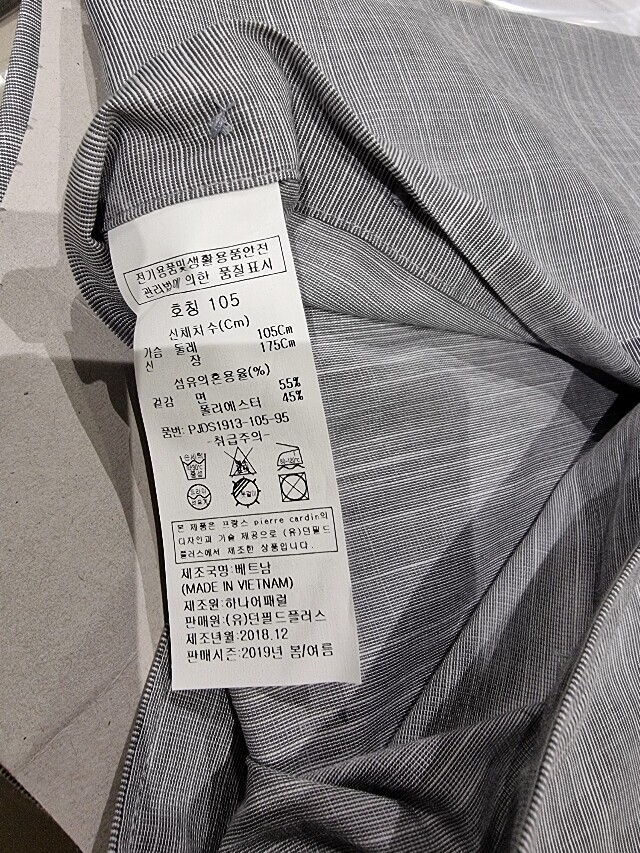 전기용품및생활용품안전
관리법에 의한 품질표시
호칭 105
신체치수(Cm)
가슴 둘레 105Cm
신 장 175Cm
섬유의혼용율(%)
겉감 면 55%
폴리에스터 45%
품번: PJDS1913-105-95
-취급주의-
본 제품은 프랑스 pierre cardin의
디자인과 기술 제공으로 (유)던필드
플러스에서 제조한 상품입니다.
제조국명:베트남
(MADE IN VIETNAM)
제조원:하나어패럴
판매원:(유)던필드플러스
제조년월:2018.12
판매시즌:2019년 봄/여름